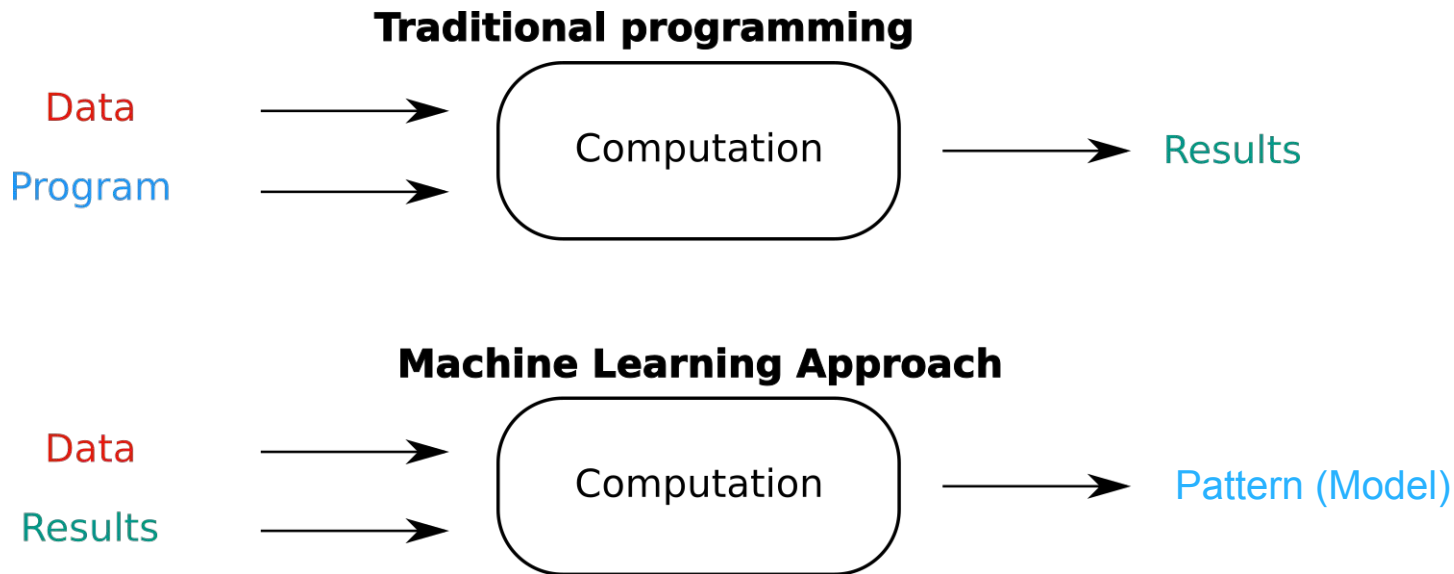 Traditional programming
Data
Program
Computation
Results
Machine Learning Approach
Data
Results
Computation
Pattern (Model)